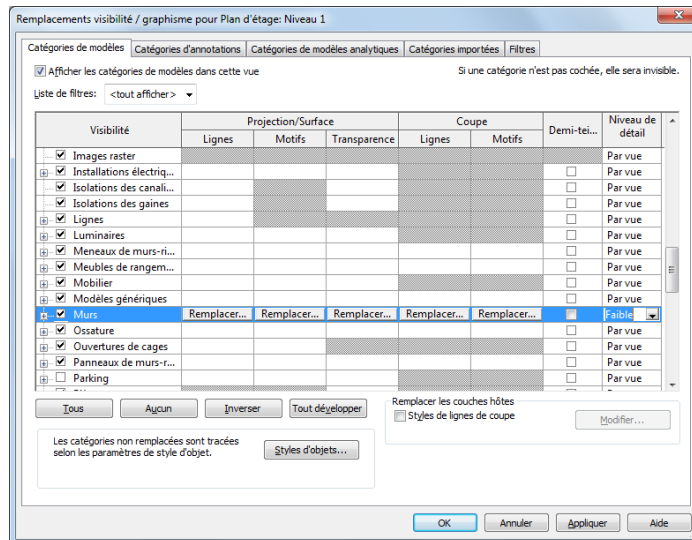 Remplacements visibilité / graphisme pour Plan d'étage: Niveau 1
Catégories de modèles Catégories d'annotations Catégories de modèles analytiques Catégories importées Filtres
Afficher les catégories de modèles dans cette vue Si une catégorie n'est pas cochée, elle sera invisible.
Liste de filtres: <tout afficher>
Visibilité Projection/Surface Coupe Demi-tei... Niveau de détail
Lignes Motifs Transparence Lignes Motifs
Images raster Par vue
Installations électriq... Par vue
Isolations des canali... Par vue
Isolations des gaines Par vue
Lignes Par vue
Luminaires Par vue
Meneaux de murs-ri... Par vue
Meubles de rangem... Par vue
Mobilier Par vue
Modèles génériques Par vue
Murs Remplacer... Remplacer... Remplacer... Remplacer... Remplacer... Faible
Ossature Par vue
Ouvertures de cages Par vue
Panneaux de murs-r... Par vue
Parking Par vue
Tous Aucun Inverser Tout développer
Remplacer les couches hôtes
Styles de lignes de coupe
Modifier...
Les catégories non remplacées sont tracées
selon les paramètres de style d'objet.
Styles d'objets...
OK Annuler Appliquer Aide